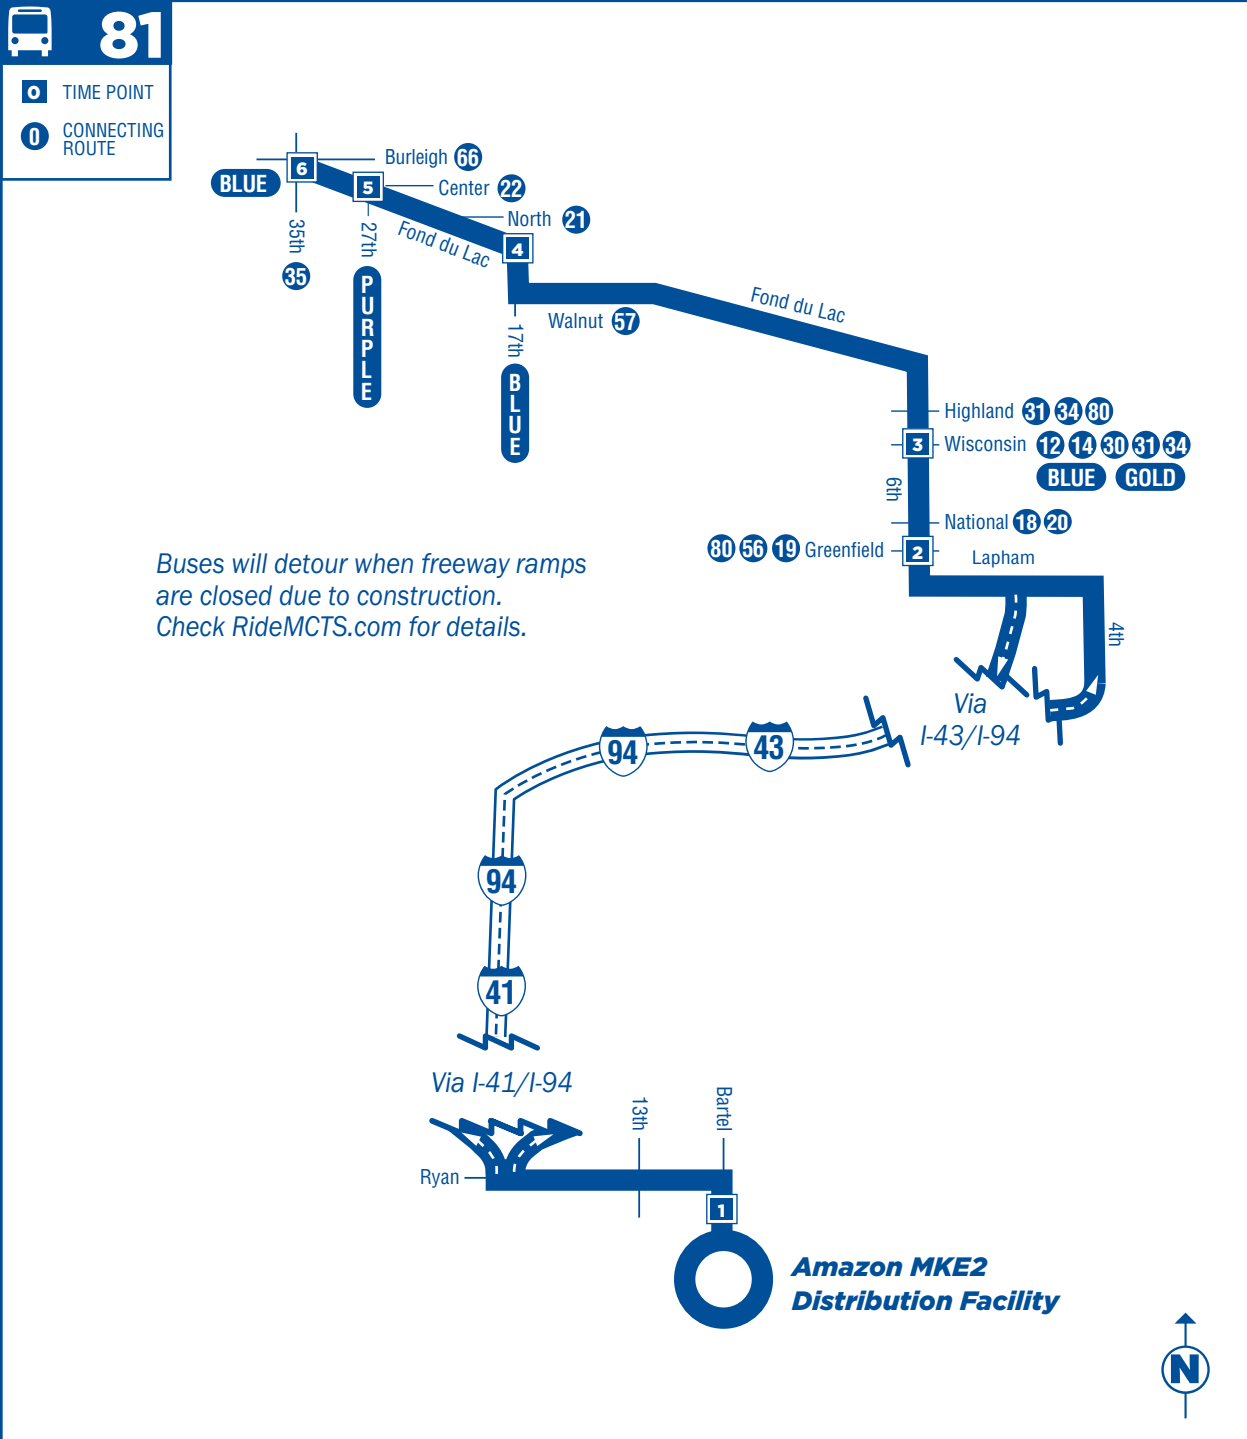 81
0 TIME POINT
0 CONNECTING
ROUTE
6
Burleigh 66
BLUE
5
Center 22
North 21
35th
35
27th
PURPLE
Fond du Lac
4
Walnut 57
17th
BLUE
Fond du Lac
Highland 31 34 80
3 Wisconsin 12 14 30 31 34
BLUE GOLD
6th
National 18 20
80 56 19 Greenfield 2
Lapham
4th
Buses will detour when freeway ramps
are closed due to construction.
Check RideMCTS.com for details.
Via
I-43/I-94
94
43
94
41
Via I-41/I-94
13th
Bartel
Ryan
1
Amazon MKE2
Distribution Facility
N